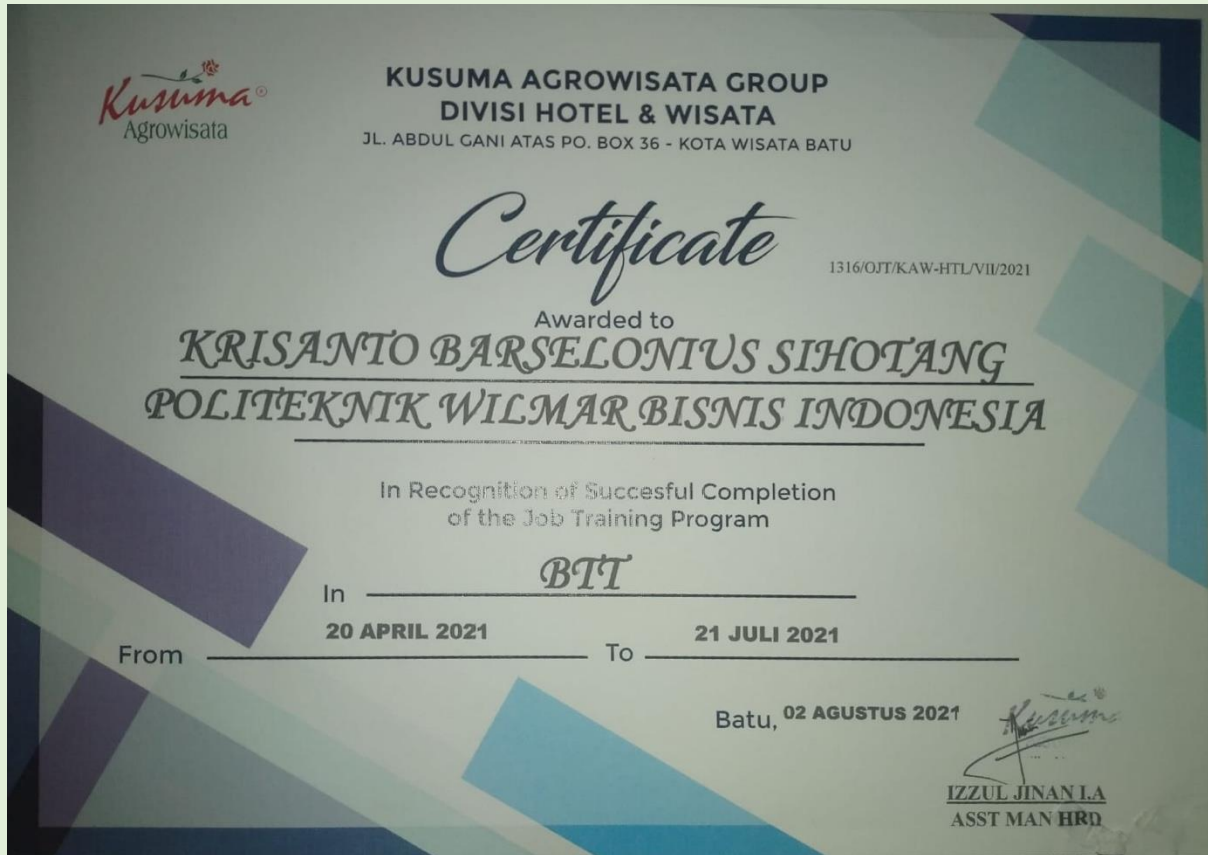 Kusuma
Agrowisata
KUSUMA AGROWISATA GROUP
DIVISI HOTEL & WISATA
JL. ABDUL GANI ATAS PO. BOX 36 - KOTA WISATA BATU
Certificate
1316/OJT/KAW-HTL/VII/2021
Awarded to
KRISANTO BARSELONIUS SIHOTANG
POLITEKNIK WILMAR BISNIS INDONESIA
In Recognition of Succesful Completion
of the Job Training Program
In BTT
From 20 APRIL 2021 To 21 JULI 2021
Batu, 02 AGUSTUS 2021
Kusuma
IZZUL JINAN I.A
ASST MAN HRD